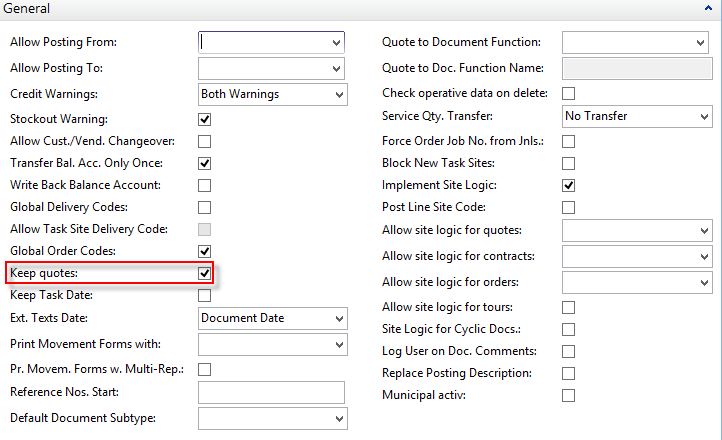 General
Allow Posting From:
Allow Posting To:
Credit Warnings: Both Warnings
Stockout Warning:
Allow Cust./Vend. Changeover:
Transfer Bal. Acc. Only Once:
Write Back Balance Account:
Global Delivery Codes:
Allow Task Site Delivery Code:
Global Order Codes:
Keep quotes:
Keep Task Date:
Ext. Texts Date: Document Date
Print Movement Forms with:
Pr. Movem. Forms w. Multi-Rep.:
Reference Nos. Start:
Default Document Subtype:
Quote to Document Function:
Quote to Doc. Function Name:
Check operative data on delete:
Service Qty. Transfer: No Transfer
Force Order Job No. from Jnls.:
Block New Task Sites:
Implement Site Logic:
Post Line Site Code:
Allow site logic for quotes:
Allow site logic for contracts:
Allow site logic for orders:
Allow site logic for tours:
Site Logic for Cyclic Docs.:
Log User on Doc. Comments:
Replace Posting Description:
Municipal activ: